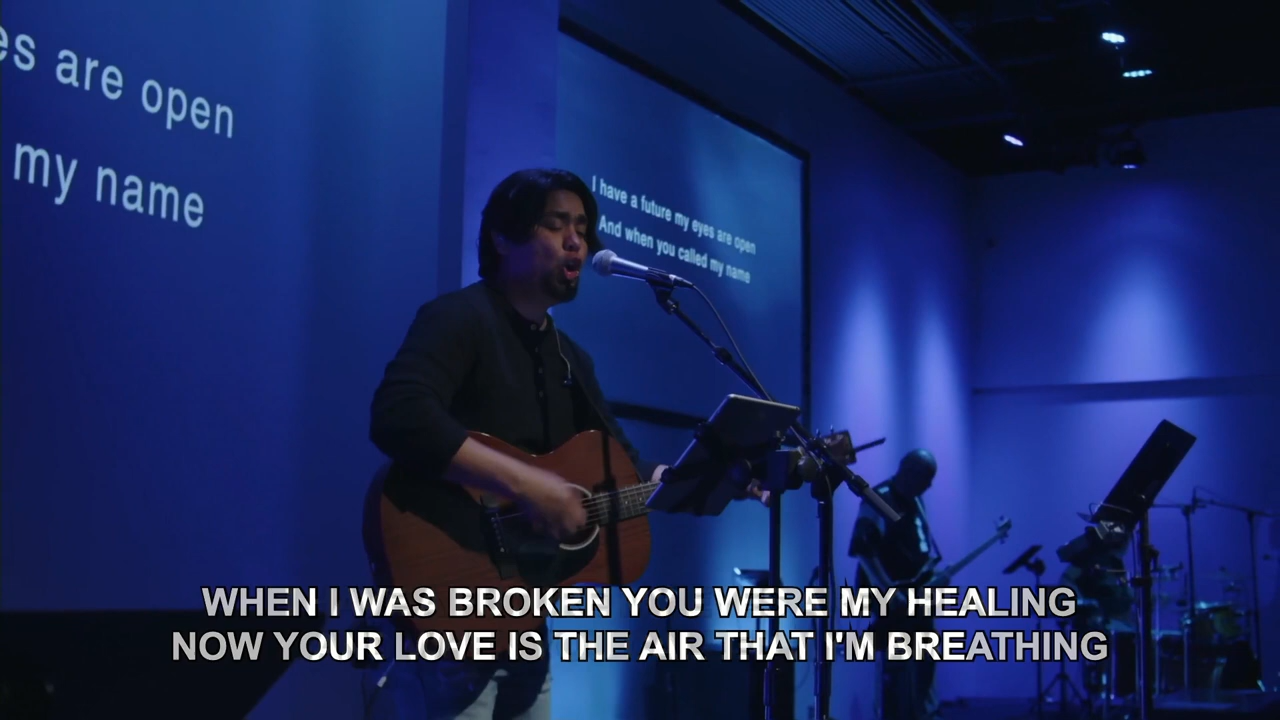 es are open
my name
I have a future my eyes are open
And when you called my name
WHEN I WAS BROKEN YOU WERE MY HEALING
NOW YOUR LOVE IS THE AIR THAT I'M BREATHING